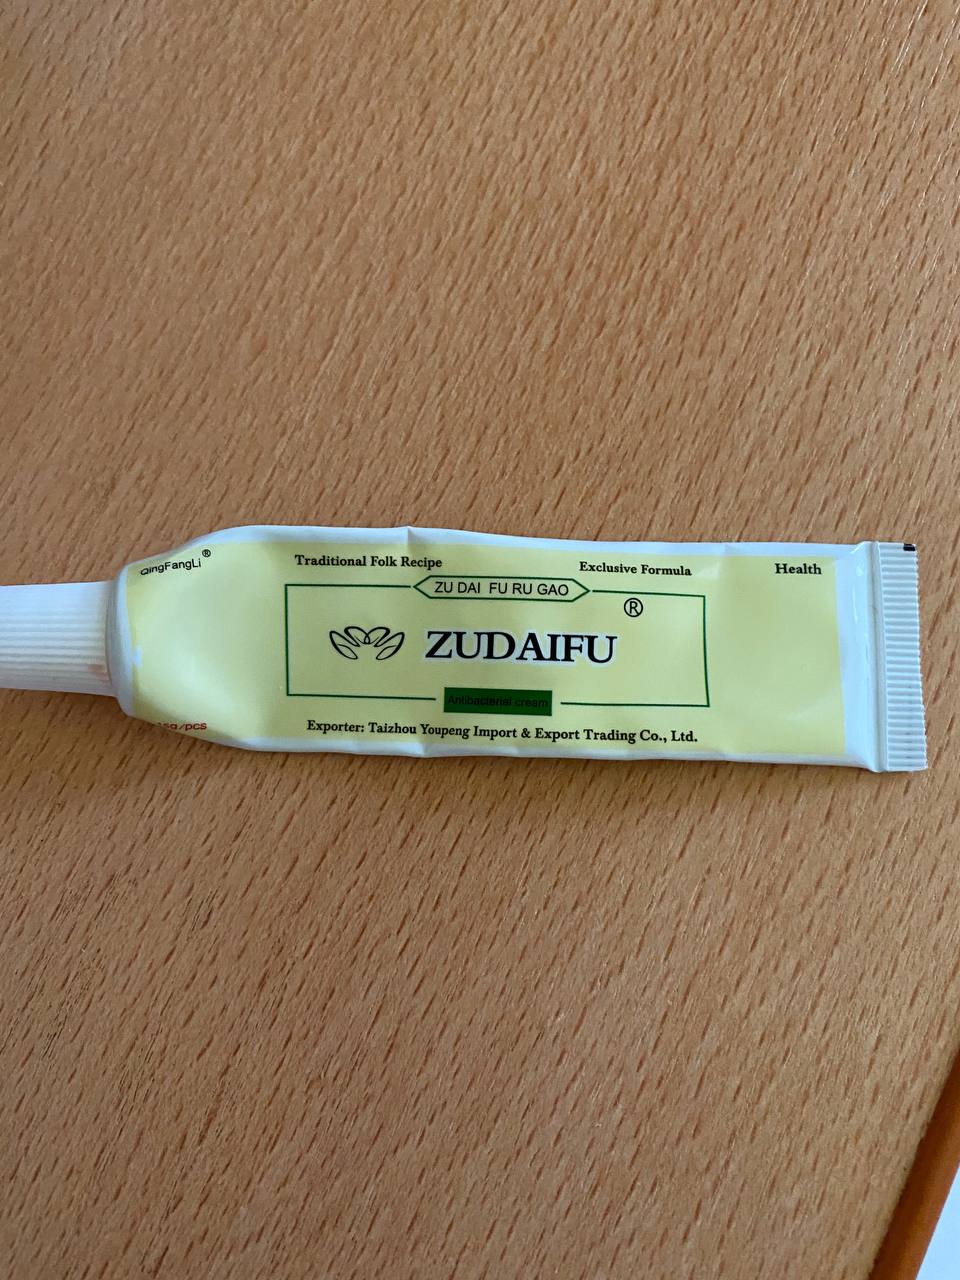 QingFangLi®
Traditional Folk Recipe
Exclusive Formula
Health
ZU DAI FU RU GAO
®
ZUDAIFU
Antibacterial cream
Exporter: Taizhou Youpeng Import & Export Trading Co., Ltd.